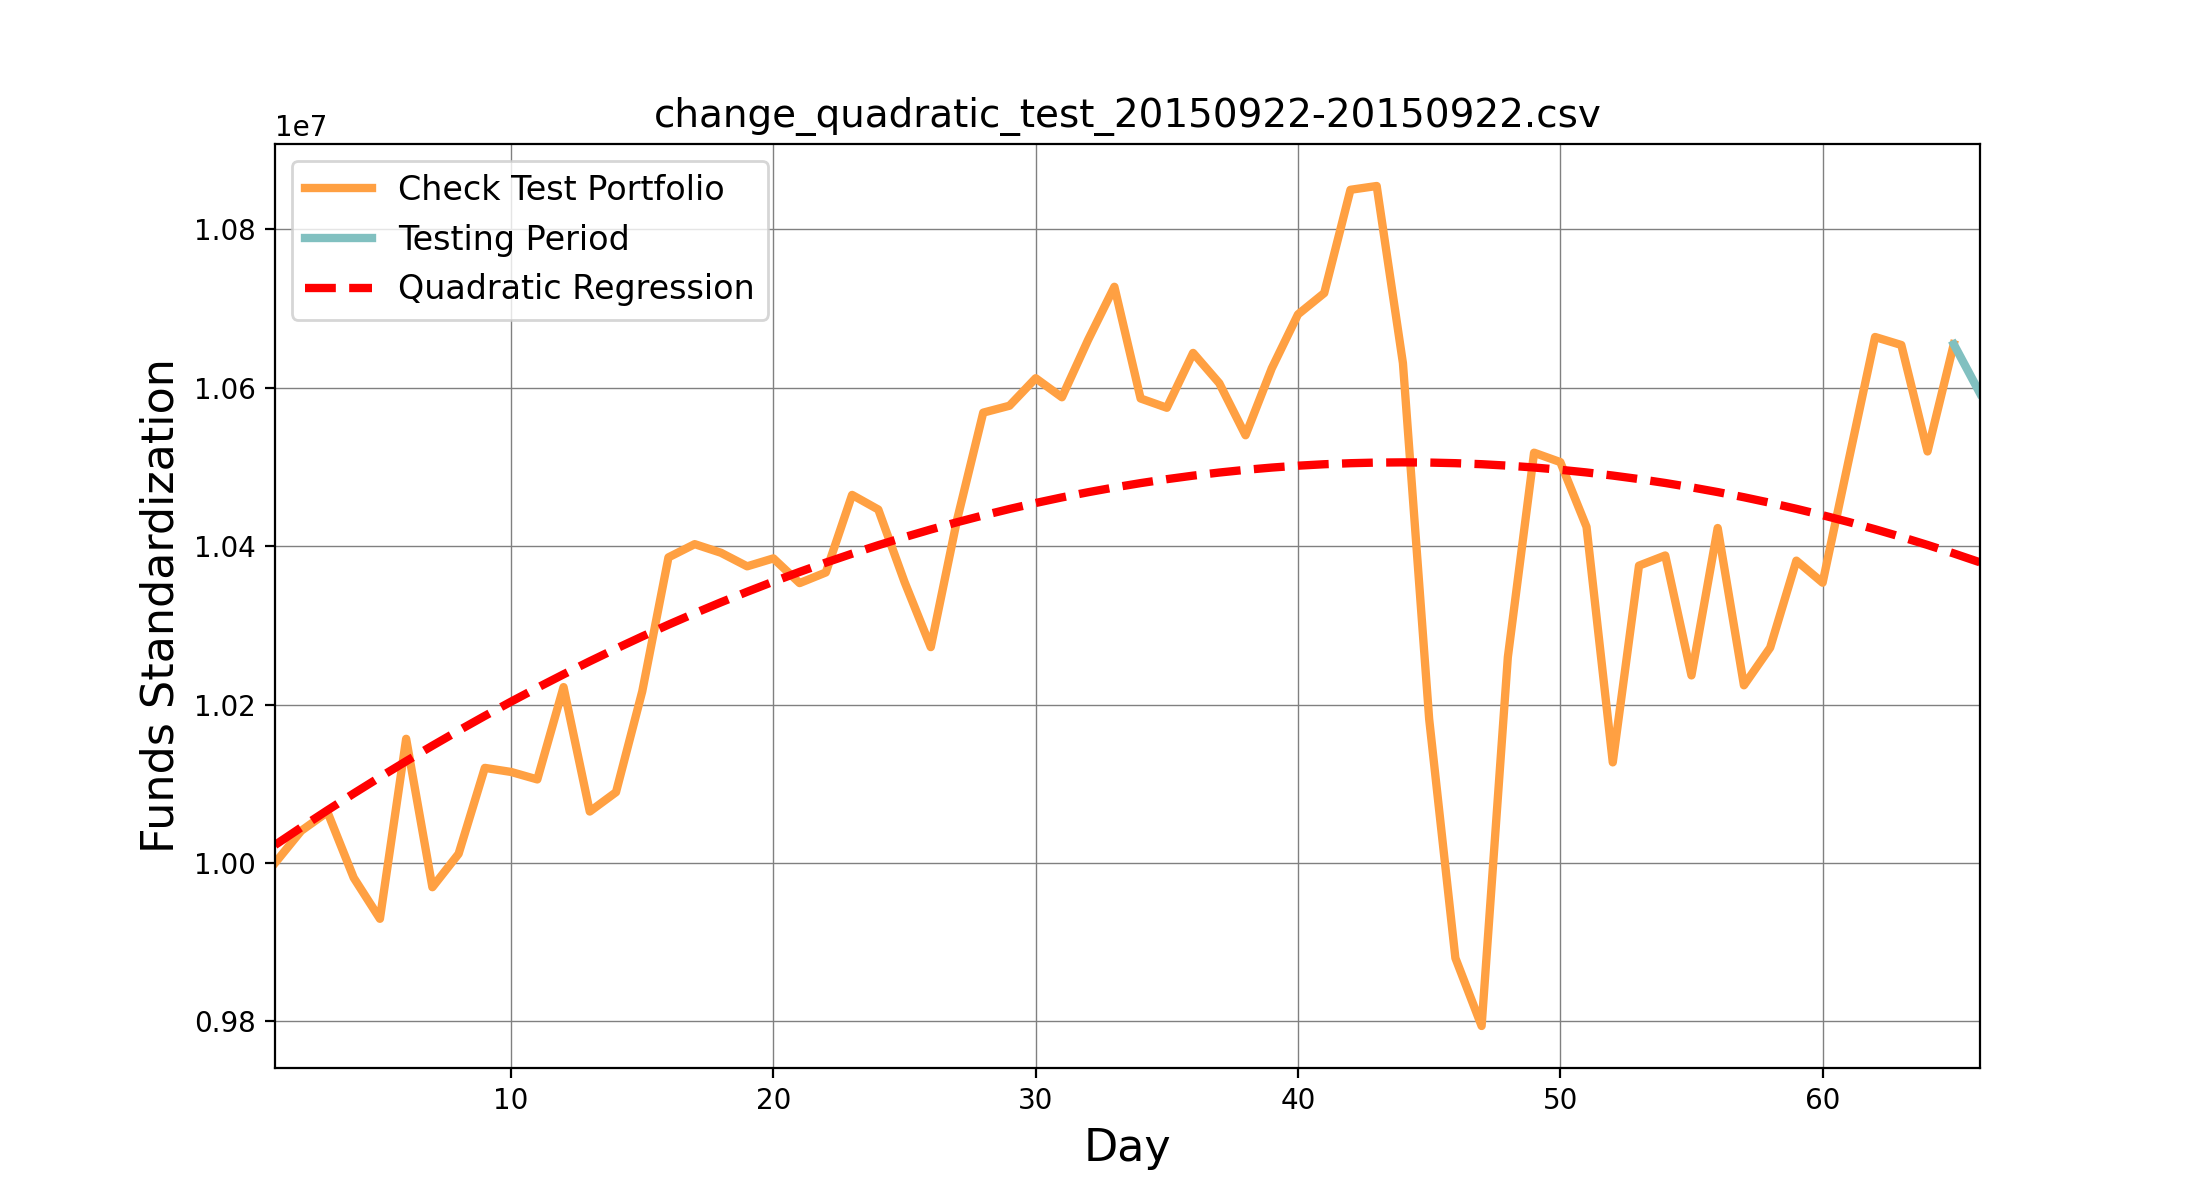 change_quadratic_test_20150922-20150922.csv
1e7
Check Test Portfolio
Testing Period
Quadratic Regression
Funds Standardization
1.08
1.06
1.04
1.02
1.00
0.98
10 20 30 40 50 60
Day